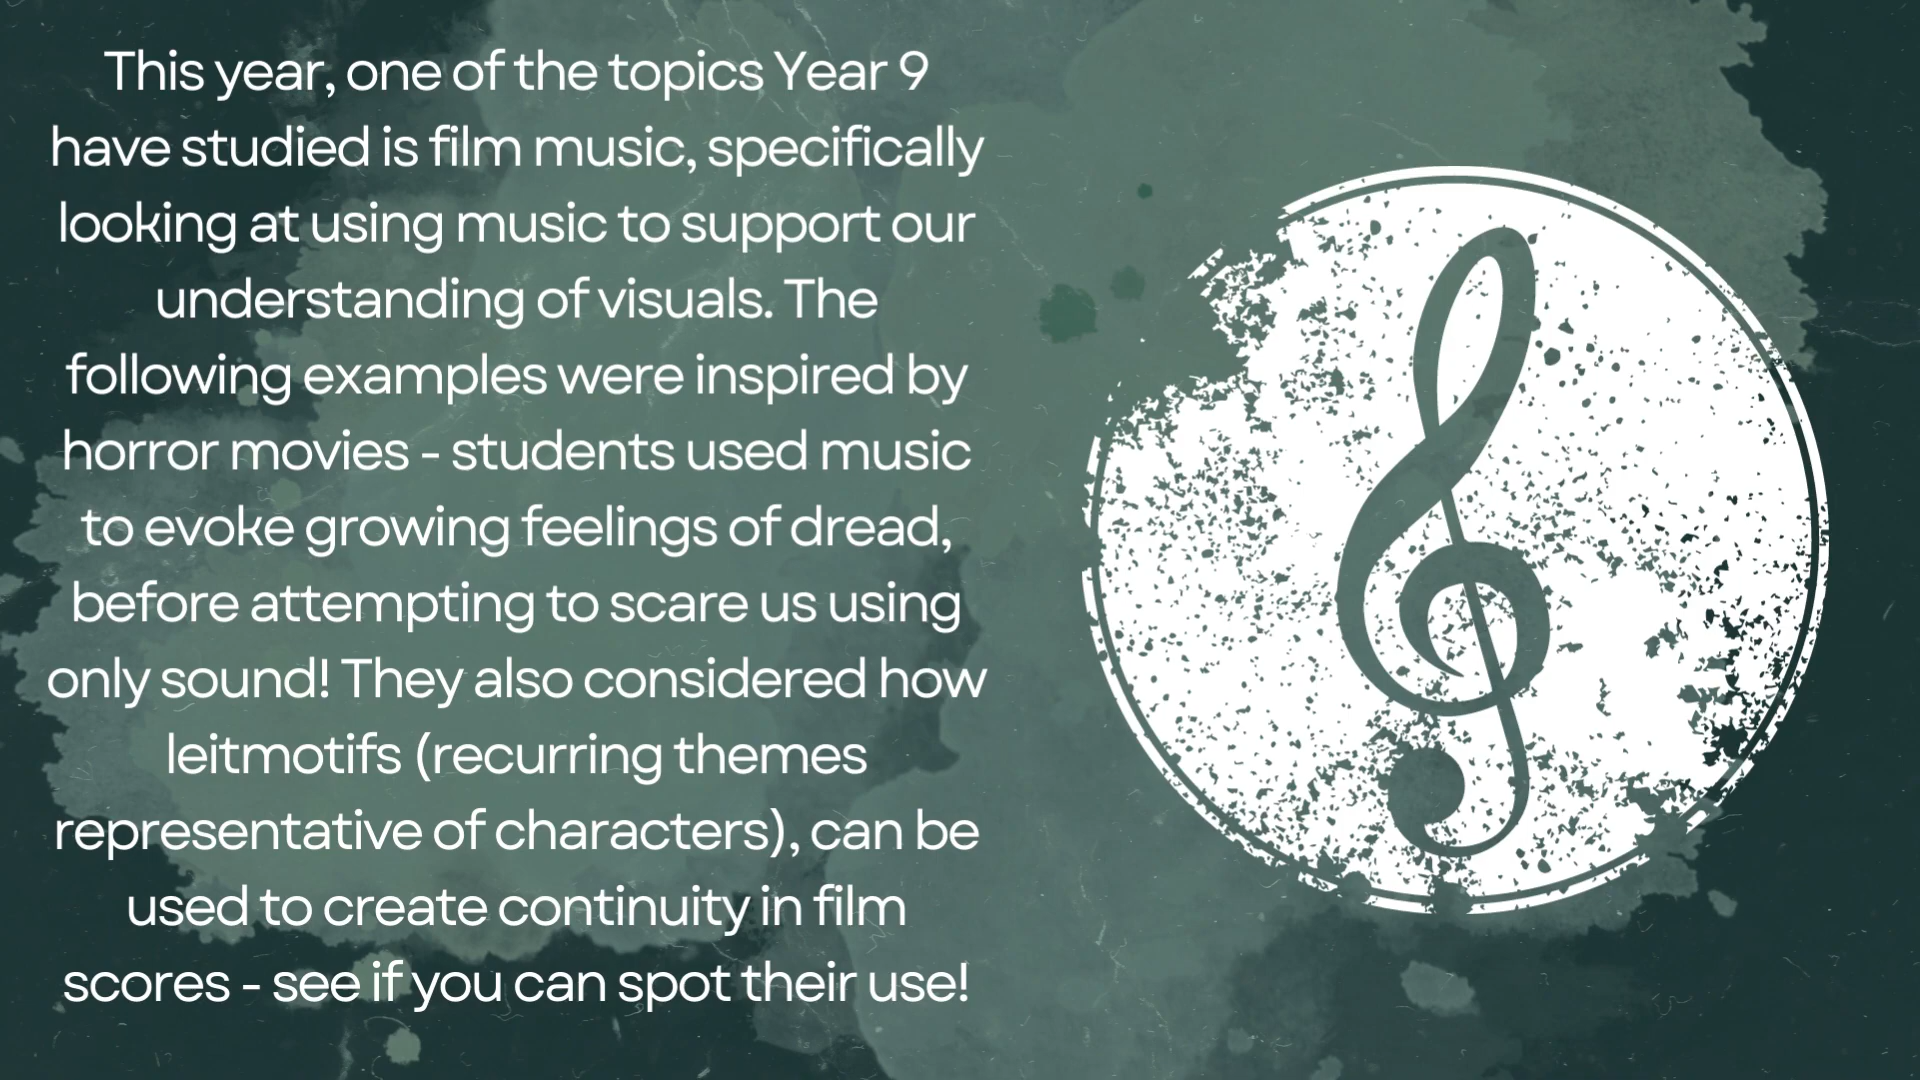 This year, one of the topics Year 9
have studied is film music, specifically
looking at using music to support our
understanding of visuals. The
following examples were inspired by
horror movies - students used music
to evoke growing feelings of dread,
before attempting to scare us using
only sound! They also considered how
leitmotifs (recurring themes
representative of characters), can be
used to create continuity in film
scores - see if you can spot their use!